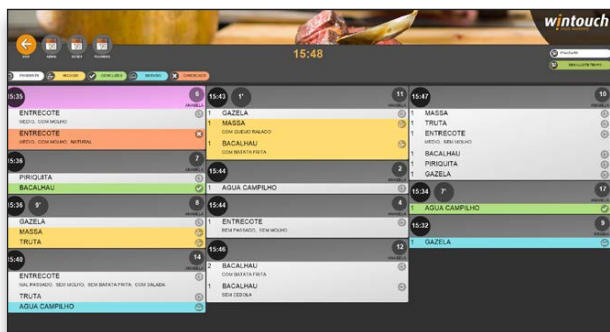 wintouch
15:48
PENDENTE
INICIADO
CONCLUIDO
SERVIDO
CANCELADO
15:35
6
ENTRECOTE
MEDIO, COM MOLHO
ENTRECOTE
MEDIO, COM MOLHO, NATURAL
15:36
7
PIRIQUITA
BACALHAU
15:36 9'
8
GAZELA
MASSA
TRUTA
15:40
14
ENTRECOTE
MAL PASSADO, SEM MOLHO, SEM BATATA FRITA, COM SALADA
TRUTA
AGUA CAMPILHO
15:43 1'
11
1 GAZELA
1 MASSA
COM QUEIJO RALADO
1 BACALHAU
COM BATATA FRITA
15:44
2
1 AGUA CAMPILHO
15:44
4
1 ENTRECOTE
BEM PASSADO, SEM MOLHO
15:46
12
2 BACALHAU
COM BATATA FRITA
1 BACALHAU
SEM CEBOLA
15:47
10
1 MASSA
1 TRUTA
1 ENTRECOTE
MEDIO, SEM MOLHO
1 BACALHAU
1 PIRIQUITA
1 GAZELA
15:34 7'
17
1 AGUA CAMPILHO
15:32
1 GAZELA